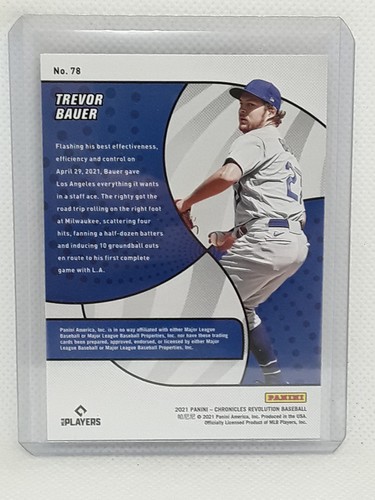 No. 78
TREVOR
BAUER
Flashing his best effectiveness,
efficiency and control on
April 29, 2021, Bauer gave
Los Angeles everything it wants
in a staff ace. The righty got the
road trip rolling on the right foot
at Milwaukee, scattering four
hits, fanning a half-dozen batters
and inducing 10 groundball outs
en route to his first complete
game with L.A.
Panini America, Inc. is in no way affiliated with either Major League
Baseball or Major League Baseball Properties, Inc. nor have these trading
cards been prepared, approved, endorsed, or licensed by either Major
League Baseball or Major League Baseball Properties, Inc.
MLB PLAYERS
PANINI
2021 PANINI – CHRONICLES REVOLUTION BASEBALL
帕尼尼 © 2021 Panini America, Inc. Produced in the USA.
Officially Licensed Product of MLB Players, Inc.